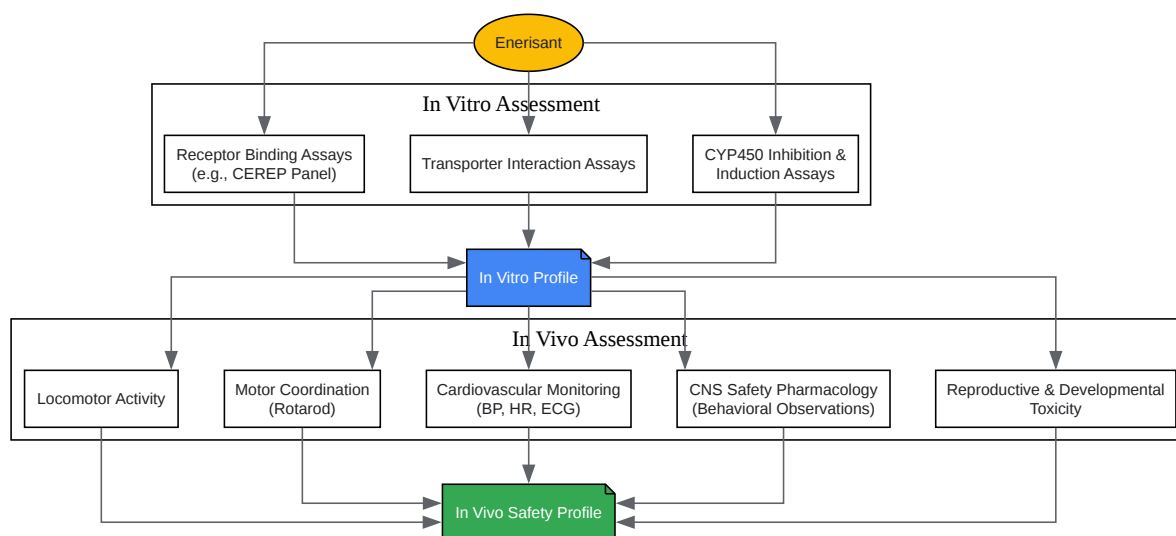 Enerisant
In Vitro Assessment
Receptor Binding Assays
(e.g., CEREP Panel)
Transporter Interaction Assays
CYP450 Inhibition &
Induction Assays
In Vitro Profile
In Vivo Assessment
Locomotor Activity
Motor Coordination
(Rotarod)
Cardiovascular Monitoring
(BP, HR, ECG)
CNS Safety Pharmacology
(Behavioral Observations)
Reproductive & Developmental
Toxicity
In Vivo Safety Profile